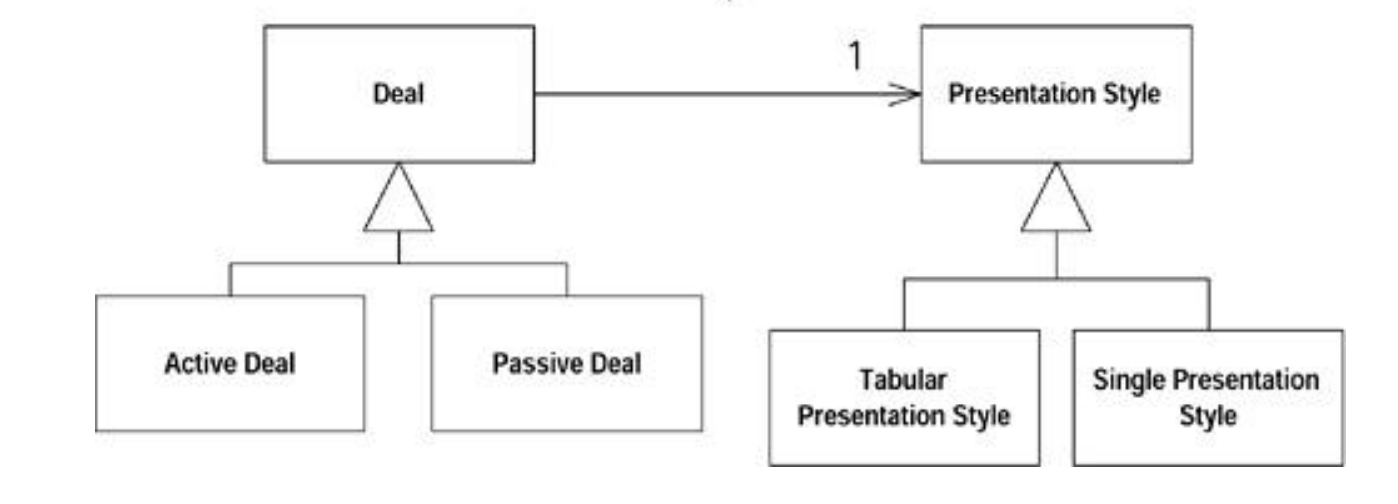 1
Deal
Presentation Style
Active Deal
Passive Deal
Tabular
Presentation Style
Single Presentation
Style